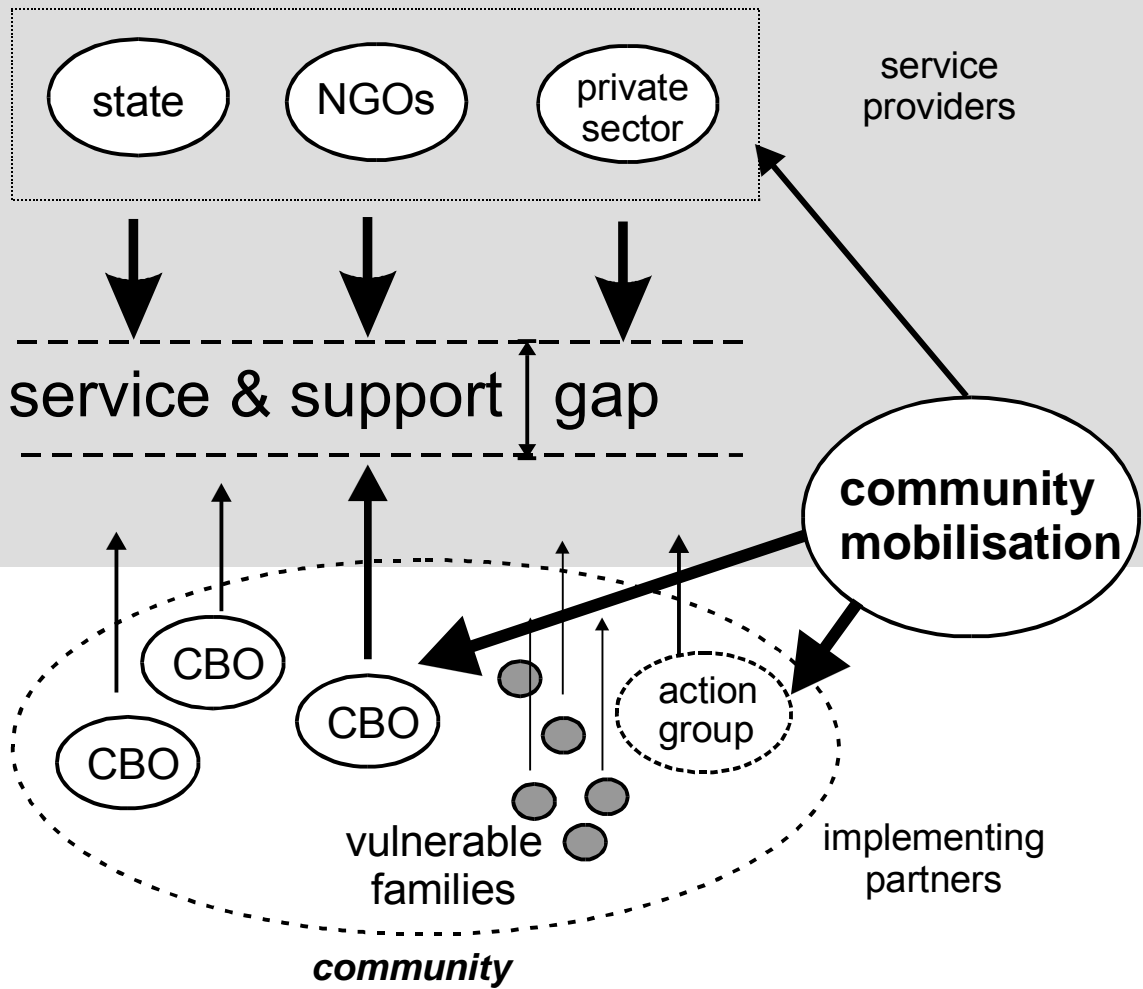 state
NGOs
private
sector
service
providers
service & support gap
community
mobilisation
CBO
CBO
CBO
action
group
vulnerable
families
implementing
partners
community